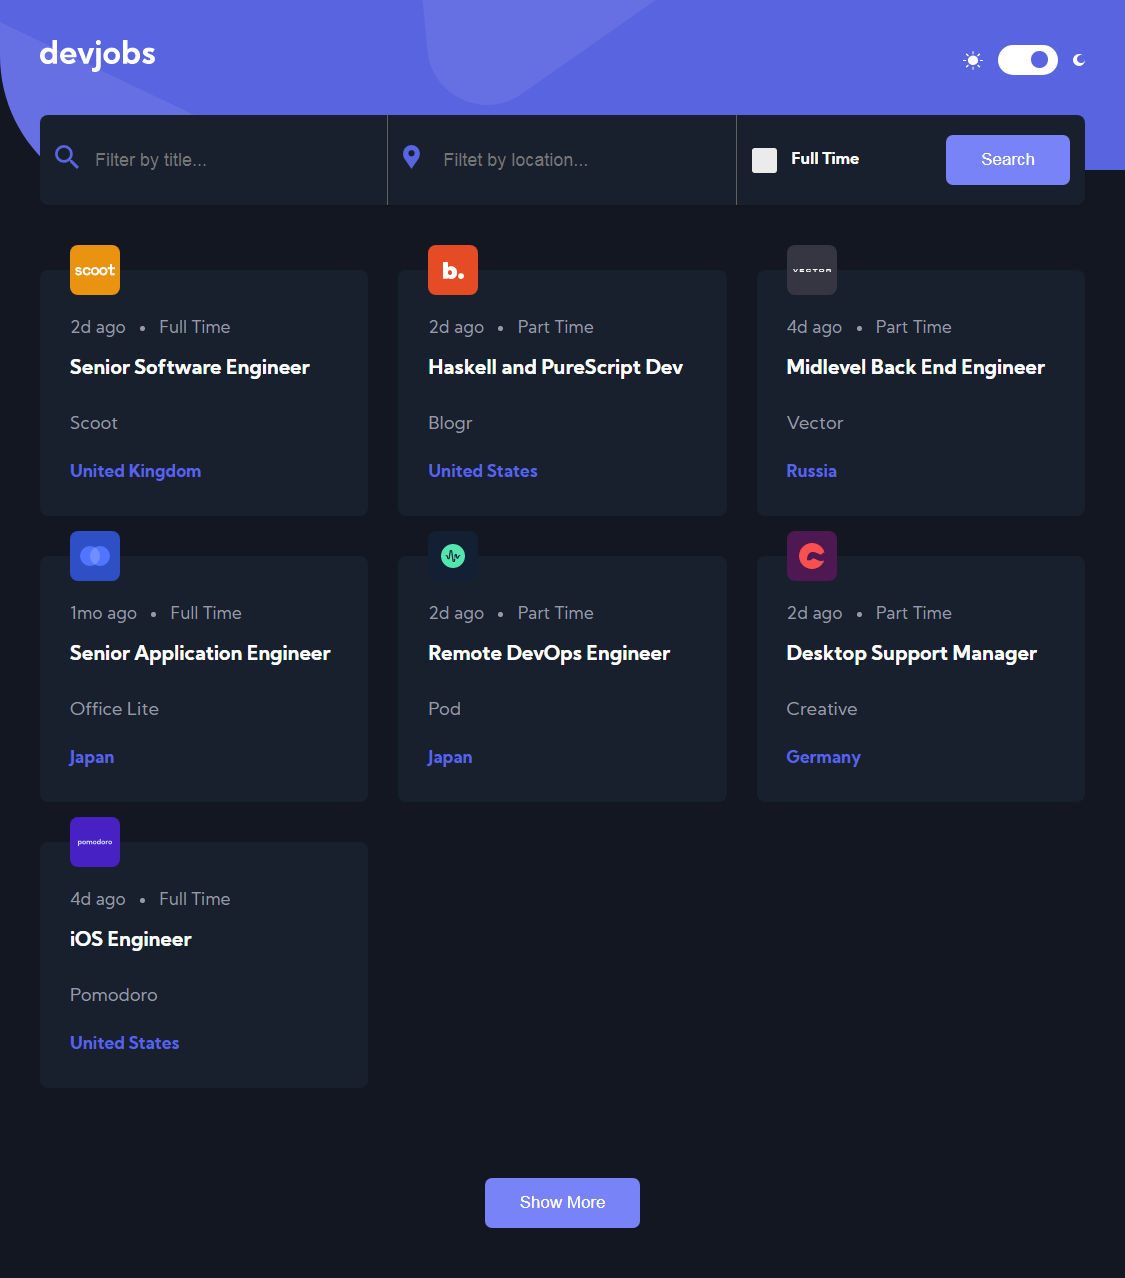 devjobs
Filter by title...
Filtet by location...
Full Time
Search
scoot
2d ago • Full Time
Senior Software Engineer
Scoot
United Kingdom
b.
2d ago • Part Time
Haskell and PureScript Dev
Blogr
United States
VECTOR
4d ago • Part Time
Midlevel Back End Engineer
Vector
Russia
1mo ago • Full Time
Senior Application Engineer
Office Lite
Japan
2d ago • Part Time
Remote DevOps Engineer
Pod
Japan
2d ago • Part Time
Desktop Support Manager
Creative
Germany
pomodoro
4d ago • Full Time
iOS Engineer
Pomodoro
United States
Show More